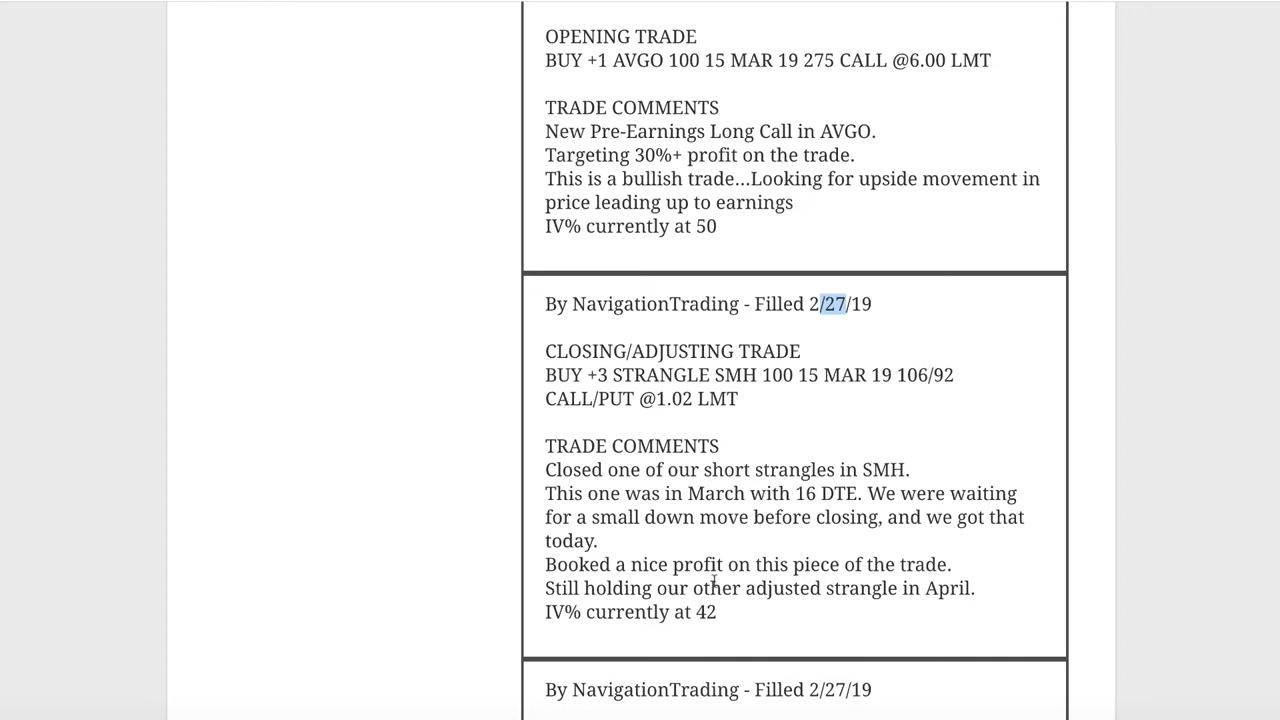 OPENING TRADE
BUY +1 AVGO 100 15 MAR 19 275 CALL @6.00 LMT
TRADE COMMENTS
New Pre-Earnings Long Call in AVGO.
Targeting 30%+ profit on the trade.
This is a bullish trade...Looking for upside movement in
price leading up to earnings
IV% currently at 50
By NavigationTrading - Filled 2/27/19
CLOSING/ADJUSTING TRADE
BUY +3 STRANGLE SMH 100 15 MAR 19 106/92
CALL/PUT @1.02 LMT
TRADE COMMENTS
Closed one of our short strangles in SMH.
This one was in March with 16 DTE. We were waiting
for a small down move before closing, and we got that
today.
Booked a nice profit on this piece of the trade.
Still holding our other adjusted strangle in April.
IV% currently at 42
By NavigationTrading - Filled 2/27/19